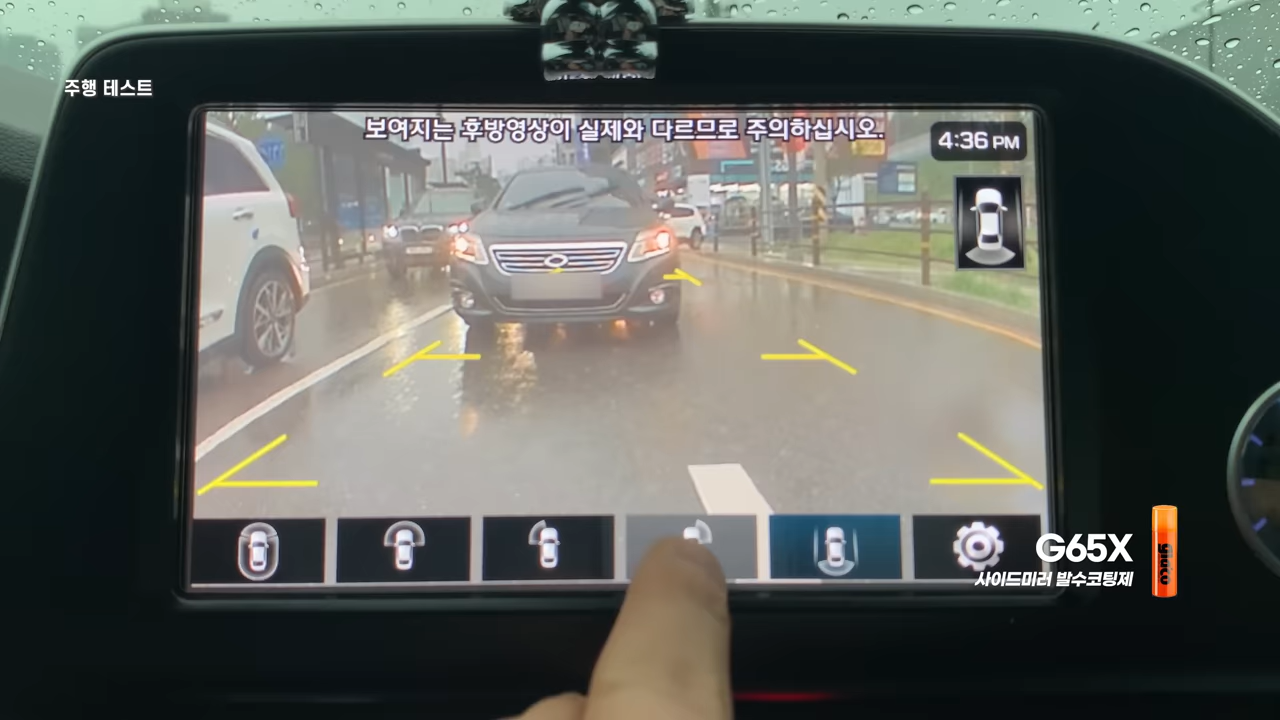 주행 테스트
보여지는 후방영상이 실제와 다르므로 주의하십시오.
4:36 PM
G65X
사이드미러 발수코팅제
glaco